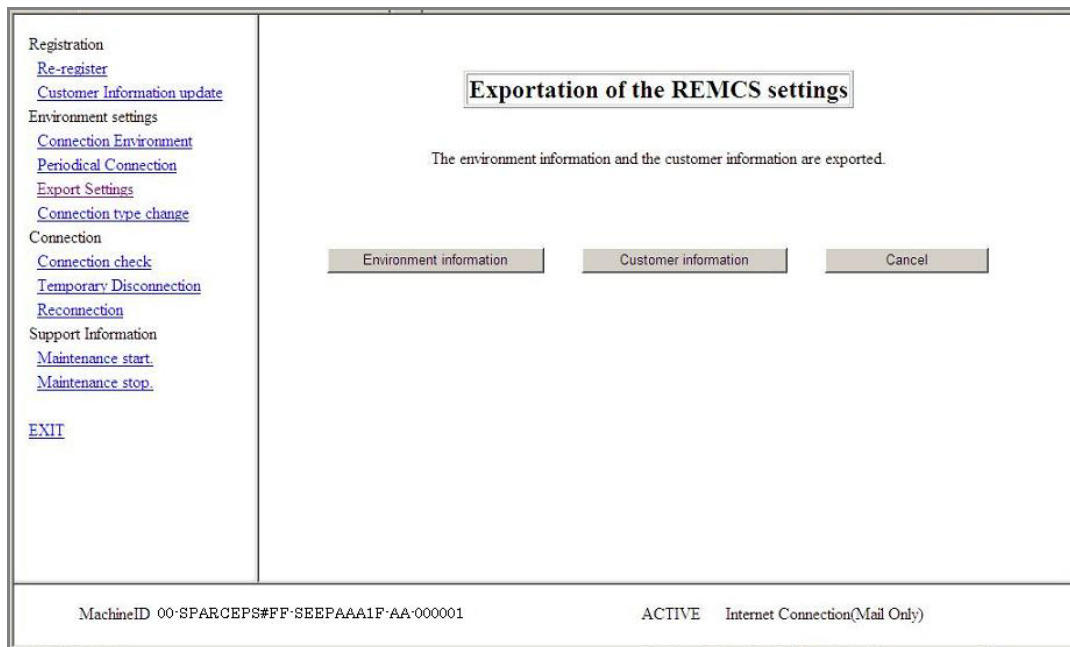 Registration
Re-register
Customer Information update
Environment settings
Connection Environment
Periodical Connection
Export Settings
Connection type change
Connection
Connection check
Temporary Disconnection
Reconnection
Support Information
Maintenance start.
Maintenance stop.
EXIT
Exportation of the REMCS settings
The environment information and the customer information are exported.
Environment information Customer information Cancel
MachineID 00-SPARCEPS#FF-SEEPAAA1F-AA-000001 ACTIVE Internet Connection(Mail Only)